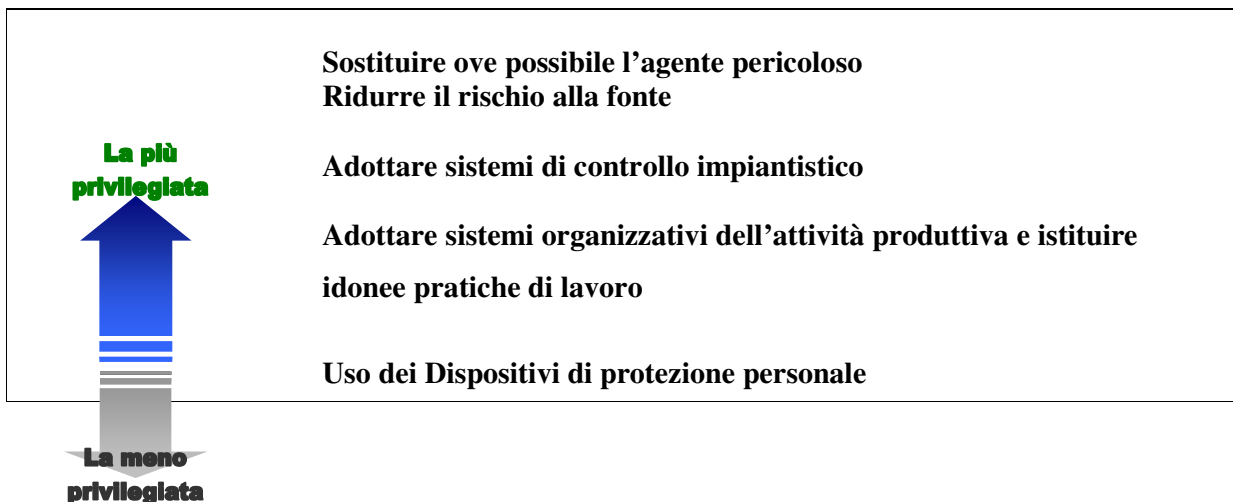 Sostituire ove possibile l’agente pericoloso
Ridurre il rischio alla fonte
La più
privilegiata
Adottare sistemi di controllo impiantistico
Adottare sistemi organizzativi dell’attività produttiva e istituire
idonee pratiche di lavoro
Uso dei Dispositivi di protezione personale
La meno
privilegiata